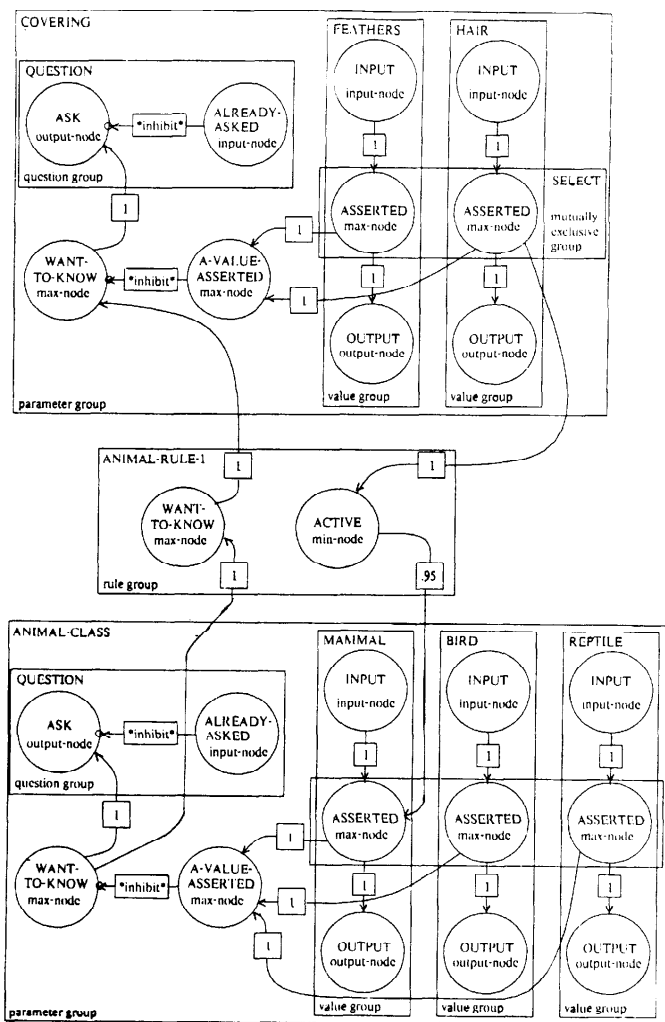 COVERING
FEATHERS
HAIR
QUESTION
ASK
output-node
*inhibit*
ALREADY-
ASKED
input-node
question group
INPUT
input-node
INPUT
input-node
1
1
SELECT
mutually
exclusive
group
ASSERTED
max-node
ASSERTED
max-node
1
1
WANT-
TO-KNOW
max-node
*inhibit*
A-VALUE-
ASSERTED
max-node
1
1
1
OUTPUT
output-node
OUTPUT
output-node
1
value group
value group
parameter group
ANIMAL-RULE-1
1
1
WANT-
TO-KNOW
max-node
ACTIVE
min-node
1
.95
rule group
ANIMAL-CLASS
MAMMAL
BIRD
REPTILE
QUESTION
ASK
output-node
*inhibit*
ALREADY-
ASKED
input-node
question group
INPUT
input-node
INPUT
input-node
INPUT
input-node
1
1
1
1
ASSERTED
max-node
ASSERTED
max-node
ASSERTED
max-node
1
WANT-
TO-KNOW
max-node
*inhibit*
A-VALUE-
ASSERTED
max-node
1
1
1
1
1
OUTPUT
output-node
OUTPUT
output-node
OUTPUT
output-node
parameter group
value group
value group
value group